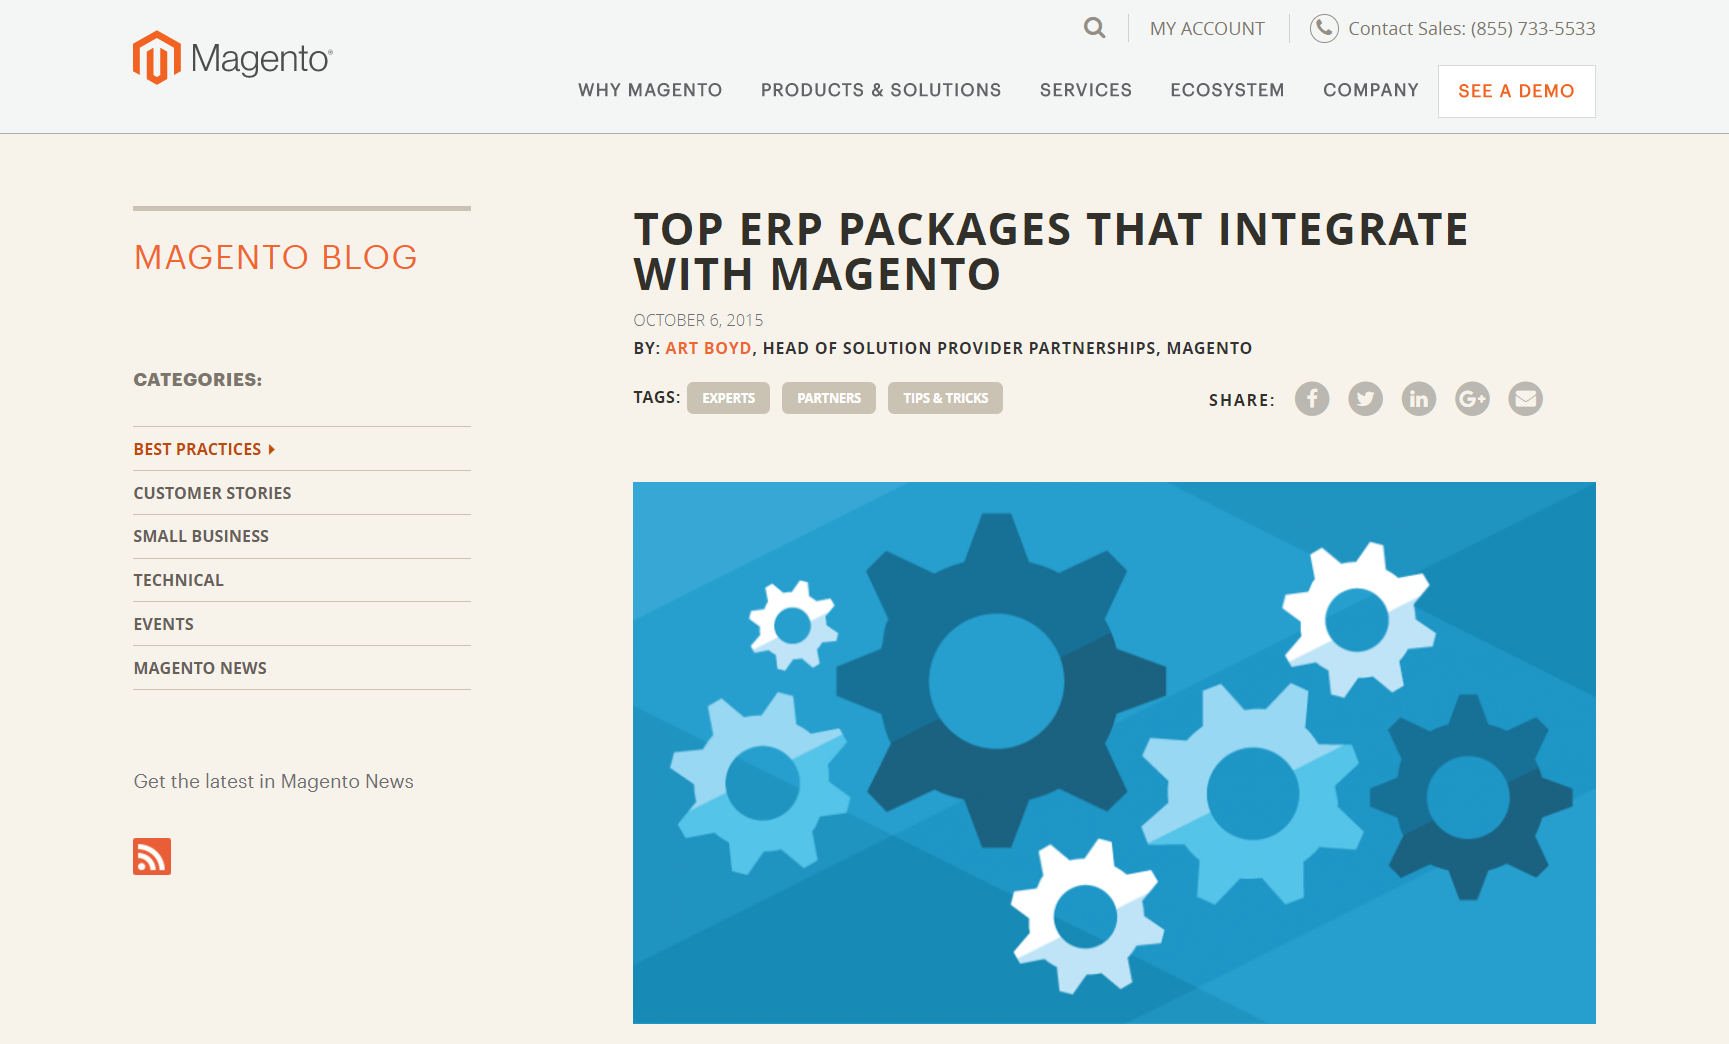 Magento®
MY ACCOUNT
Contact Sales: (855) 733-5533
WHY MAGENTO
PRODUCTS & SOLUTIONS
SERVICES
ECOSYSTEM
COMPANY
SEE A DEMO
MAGENTO BLOG
CATEGORIES:
BEST PRACTICES
CUSTOMER STORIES
SMALL BUSINESS
TECHNICAL
EVENTS
MAGENTO NEWS
Get the latest in Magento News
TOP ERP PACKAGES THAT INTEGRATE
WITH MAGENTO
OCTOBER 6, 2015
BY: ART BOYD, HEAD OF SOLUTION PROVIDER PARTNERSHIPS, MAGENTO
TAGS: EXPERTS PARTNERS TIPS & TRICKS
SHARE: